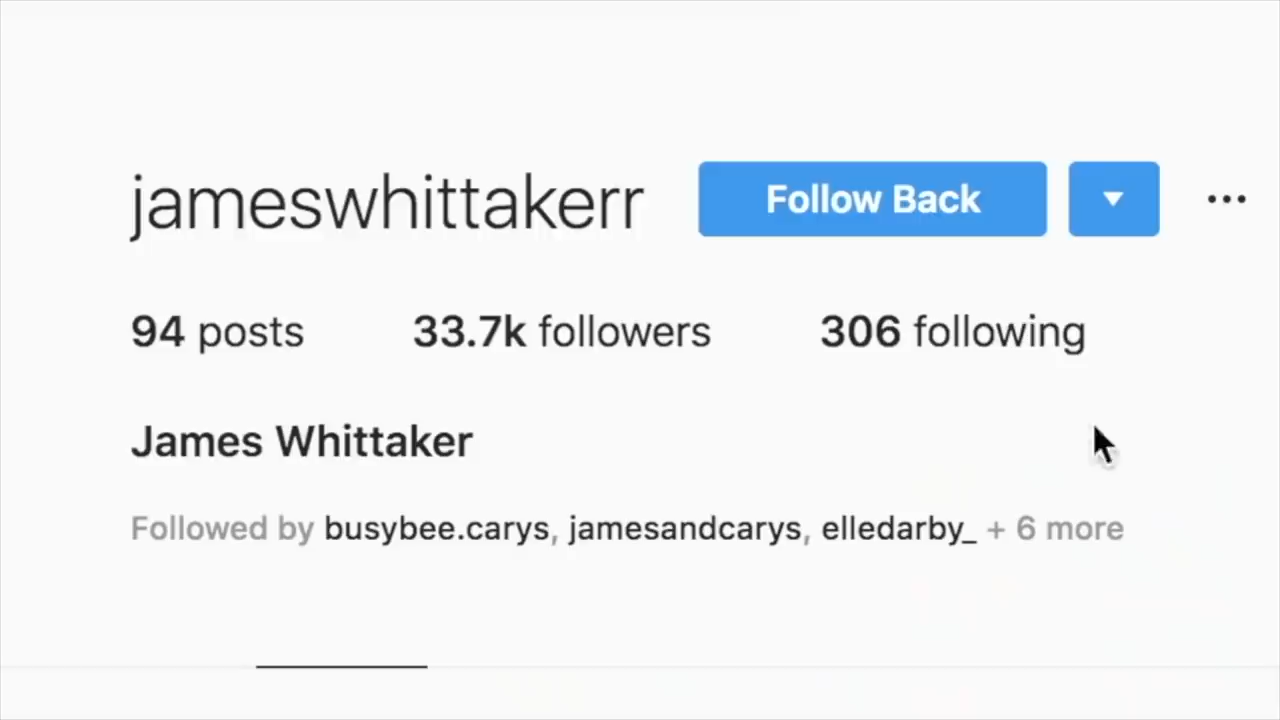 jameswhittakerr Follow Back ...
94 posts 33.7k followers 306 following
James Whittaker
Followed by busybee.carys, jamesandcarys, elledarby_ + 6 more